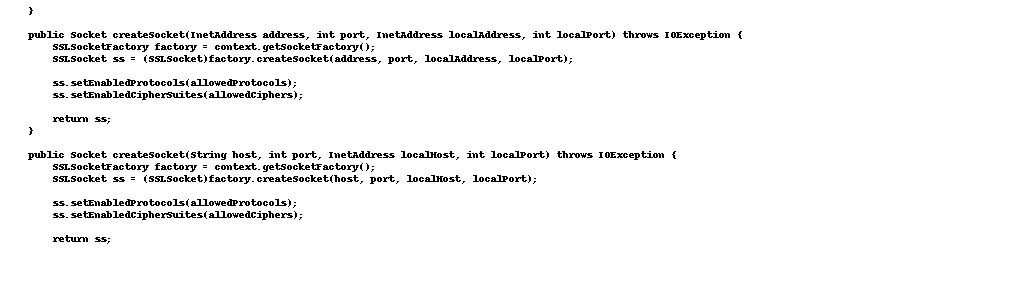 }
public Socket createSocket(InetAddress address, int port, InetAddress localAddress, int localPort) throws IOException {
SSLSocketFactory factory = context.getSocketFactory();
SSLSocket ss = (SSLSocket)factory.createSocket(address, port, localAddress, localPort);
ss.setEnabledProtocols(allowedProtocols);
ss.setEnabledCipherSuites(allowedCiphers);
return ss;
}
public Socket createSocket(String host, int port, InetAddress localHost, int localPort) throws IOException {
SSLSocketFactory factory = context.getSocketFactory();
SSLSocket ss = (SSLSocket)factory.createSocket(host, port, localHost, localPort);
ss.setEnabledProtocols(allowedProtocols);
ss.setEnabledCipherSuites(allowedCiphers);
return ss;